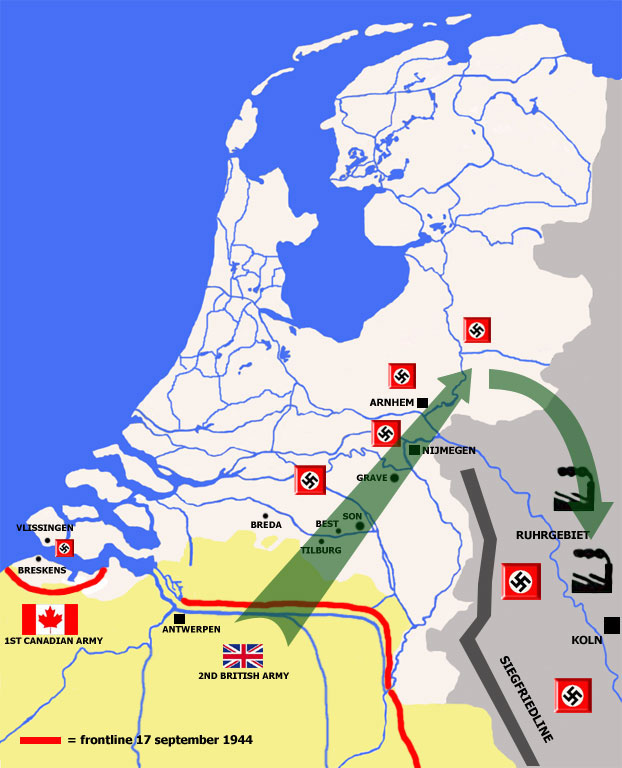 ARNHEM
NIJMEGEN
GRAVE
BREDA
BEST
SON
TILBURG
VLISSINGEN
BRESKENS
RUHRGEBIET
1ST CANADIAN ARMY
ANTWERPEN
2ND BRITISH ARMY
KOLN
SIEGFRIEDLINE
= frontline 17 september 1944